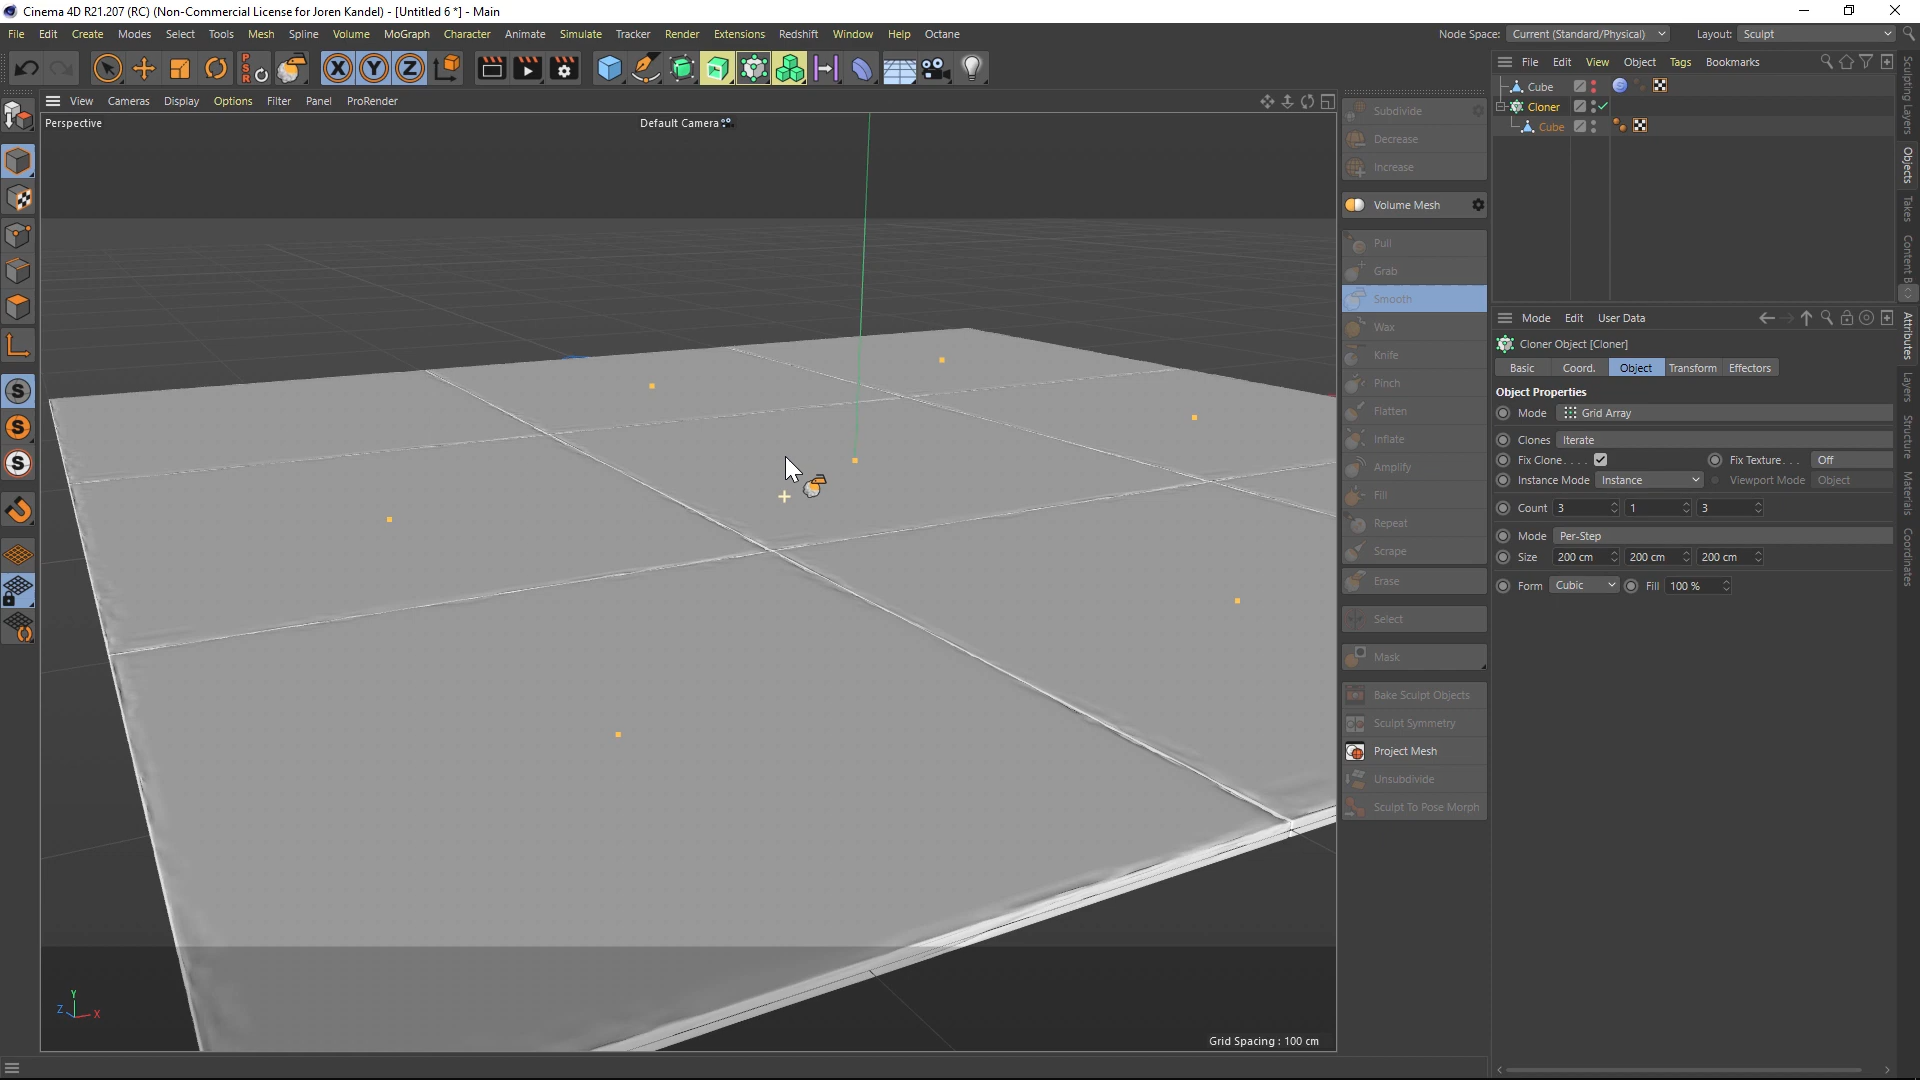 Cinema 4D R21.207 (RC) (Non-Commercial License for Joren Kandel) - [Untitled 6 *] - Main
File Edit Create Modes Select Tools Mesh Spline Volume MoGraph Character Animate Simulate Tracker Render Extensions Redshift Window Help Octane
Node Space: Current (Standard/Physical) Layout: Sculpt
PSR X Y Z
View Cameras Display Options Filter Panel ProRender
Perspective
Default Camera
Subdivide
Decrease
Increase
Volume Mesh
Pull
Grab
Smooth
Wax
Knife
Pinch
Flatten
Inflate
Amplify
Fill
Repeat
Scrape
Erase
Select
Mask
Bake Sculpt Objects
Sculpt Symmetry
Project Mesh
Unsubdivide
Sculpt To Pose Morph
S
S
S
Y
Z X
Grid Spacing : 100 cm
File Edit View Object Tags Bookmarks
Cube
Cloner
Cube
Mode Edit User Data
Cloner Object [Cloner]
Basic Coord. Object Transform Effectors
Object Properties
Mode Grid Array
Clones Iterate
Fix Clone. . . . Fix Texture. . . Off
Instance Mode Instance Viewport Mode Object
Count 3 1 3
Mode Per-Step
Size 200 cm 200 cm 200 cm
Form Cubic Fill 100 %
Sculpting Layers
Objects
Takes
Content B
Attributes
Layers
Structure
Materials
Coordinates